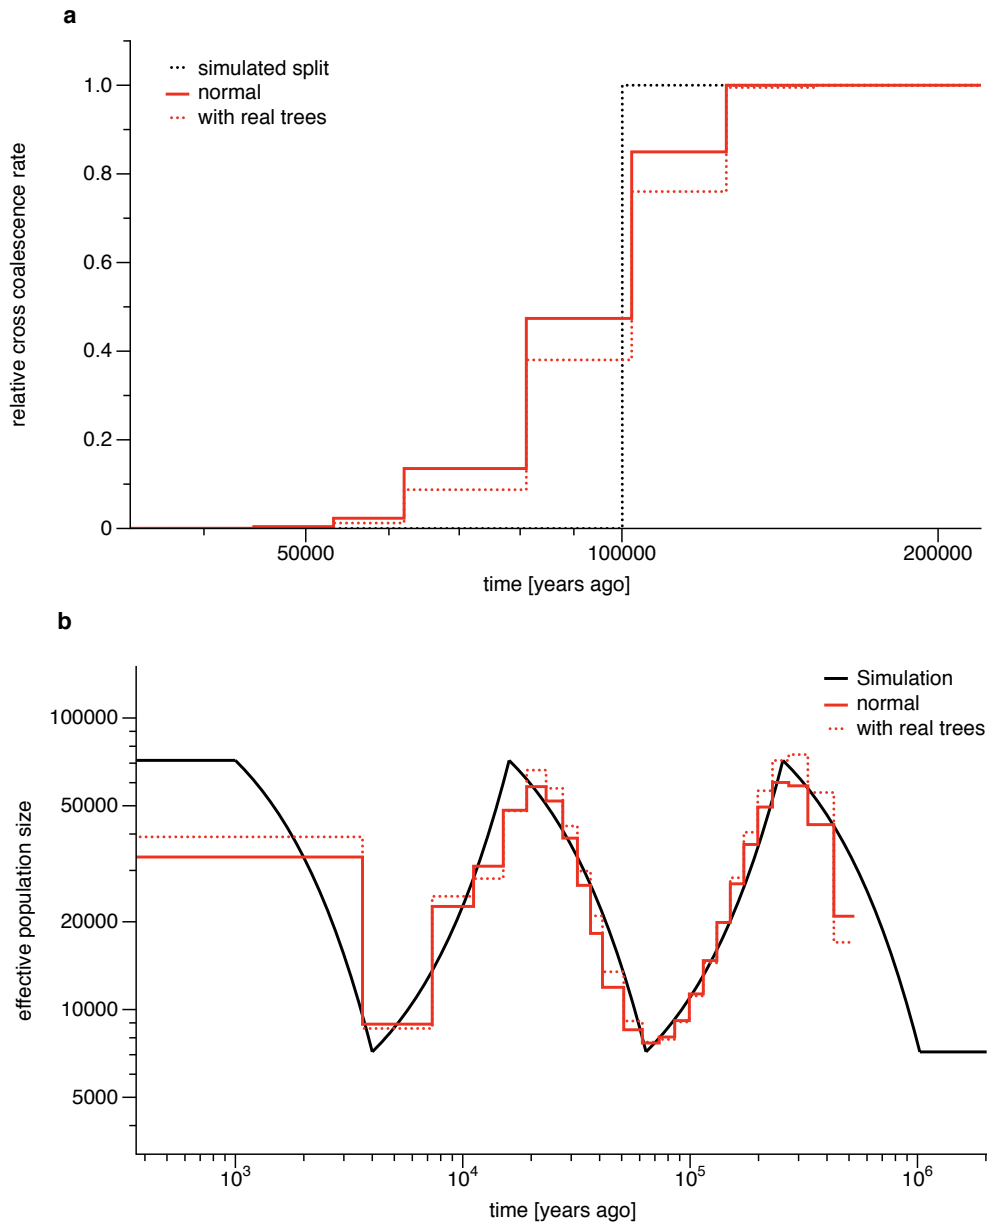 a
simulated split
normal
with real trees
1.0
0.8
0.6
0.4
0.2
0
relative cross coalescence rate
50000
100000
200000
time [years ago]
b
Simulation
normal
with real trees
100000
50000
20000
10000
5000
effective population size
10³
10⁴
10⁵
10⁶
time [years ago]